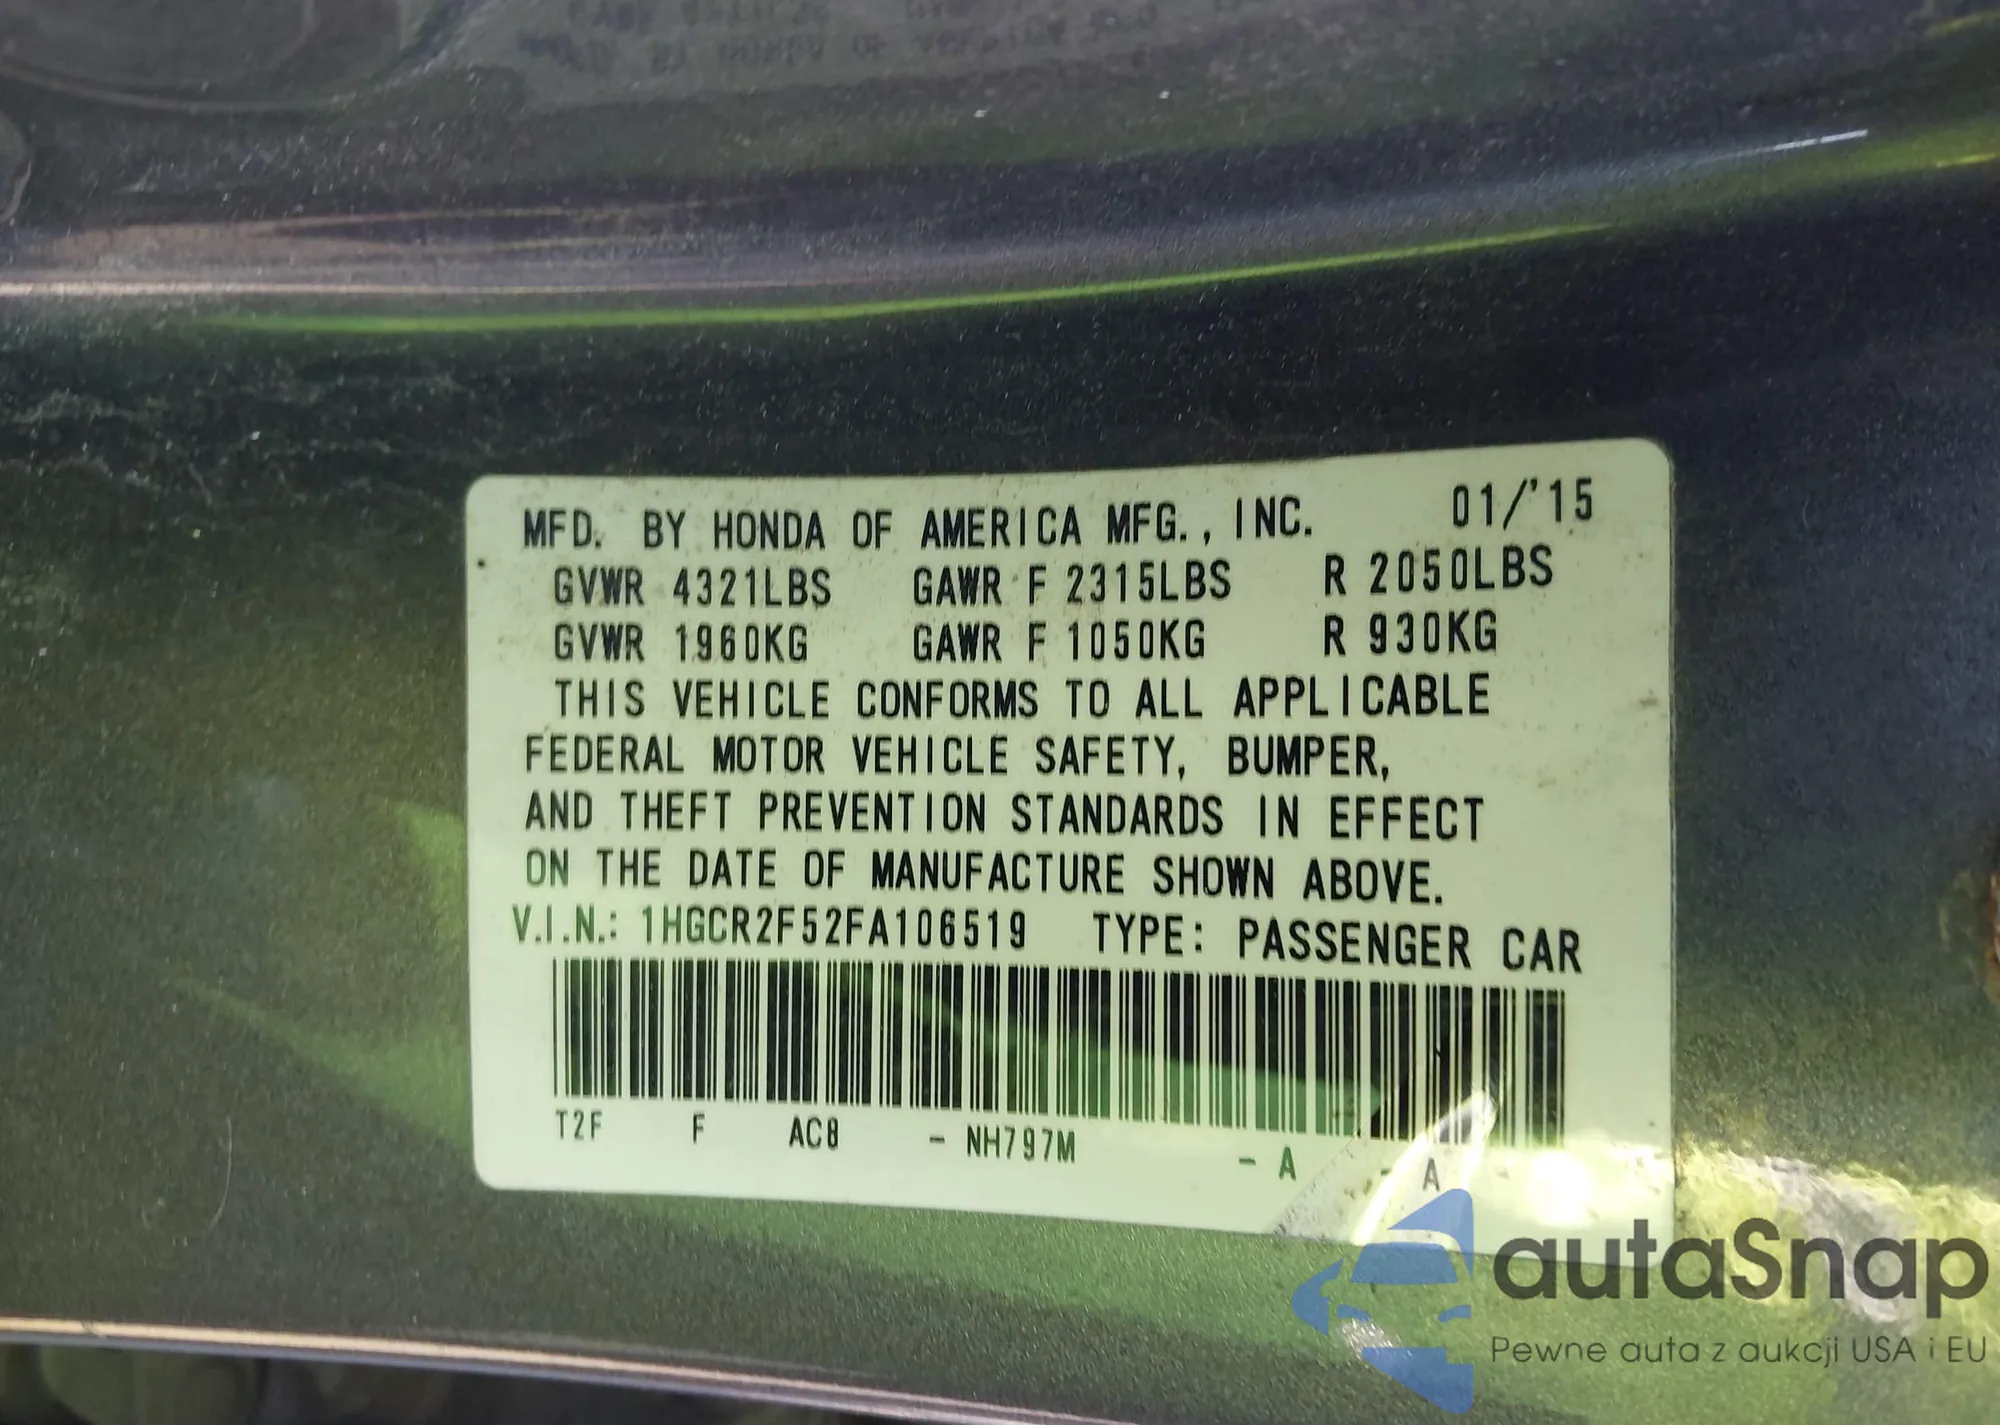 MFD. BY HONDA OF AMERICA MFG., INC. 01/'15
GVWR 4321LBS GAWR F 2315LBS R 2050LBS
GVWR 1960KG GAWR F 1050KG R 930KG
THIS VEHICLE CONFORMS TO ALL APPLICABLE
FEDERAL MOTOR VEHICLE SAFETY, BUMPER,
AND THEFT PREVENTION STANDARDS IN EFFECT
ON THE DATE OF MANUFACTURE SHOWN ABOVE.
V.I.N.: 1HGCR2F52FA106519 TYPE: PASSENGER CAR
T2F F AC8 - NH797M - A - A
autaSnap
Pewne auta z aukcji USA i EU